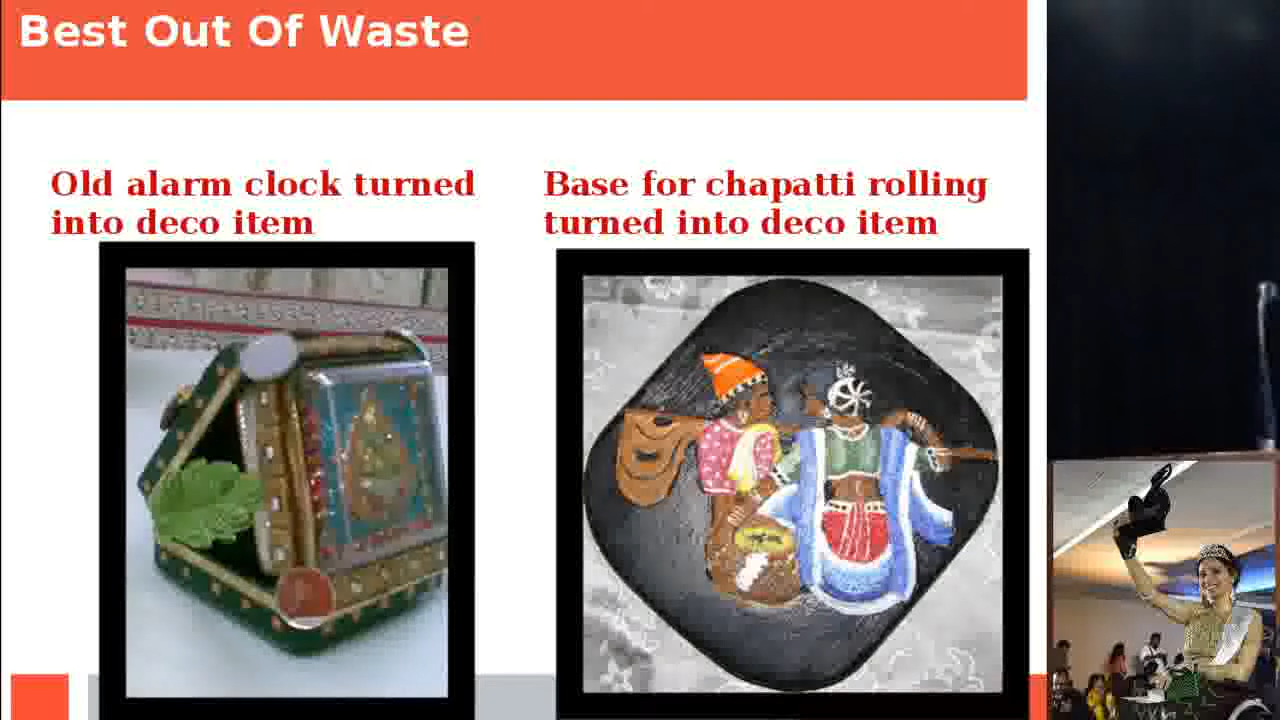 Best Out Of Waste
Old alarm clock turned
into deco item
Base for chapatti rolling
turned into deco item